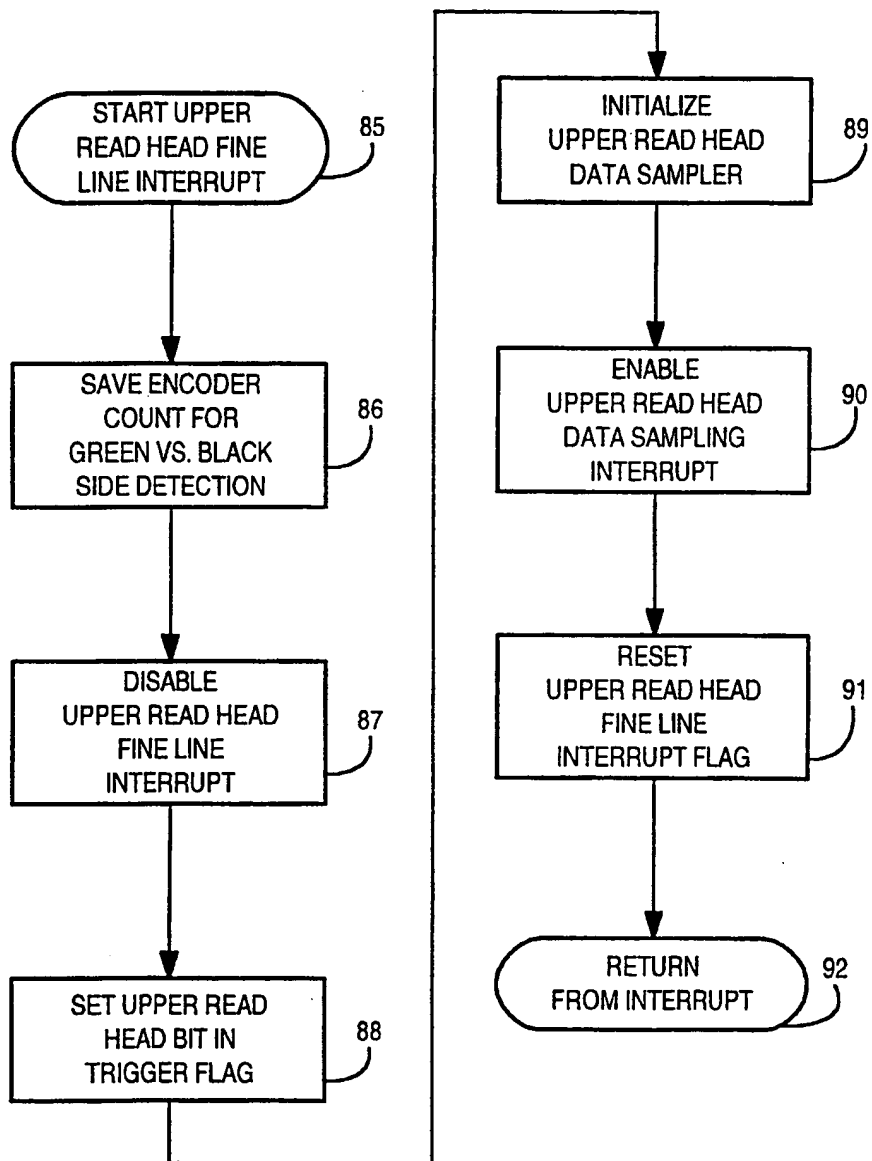 START UPPER
READ HEAD FINE
LINE INTERRUPT
85
SAVE ENCODER
COUNT FOR
GREEN VS. BLACK
SIDE DETECTION
86
DISABLE
UPPER READ HEAD
FINE LINE
INTERRUPT
87
SET UPPER READ
HEAD BIT IN
TRIGGER FLAG
88
INITIALIZE
UPPER READ HEAD
DATA SAMPLER
89
ENABLE
UPPER READ HEAD
DATA SAMPLING
INTERRUPT
90
RESET
UPPER READ HEAD
FINE LINE
INTERRUPT FLAG
91
RETURN
FROM INTERRUPT
92